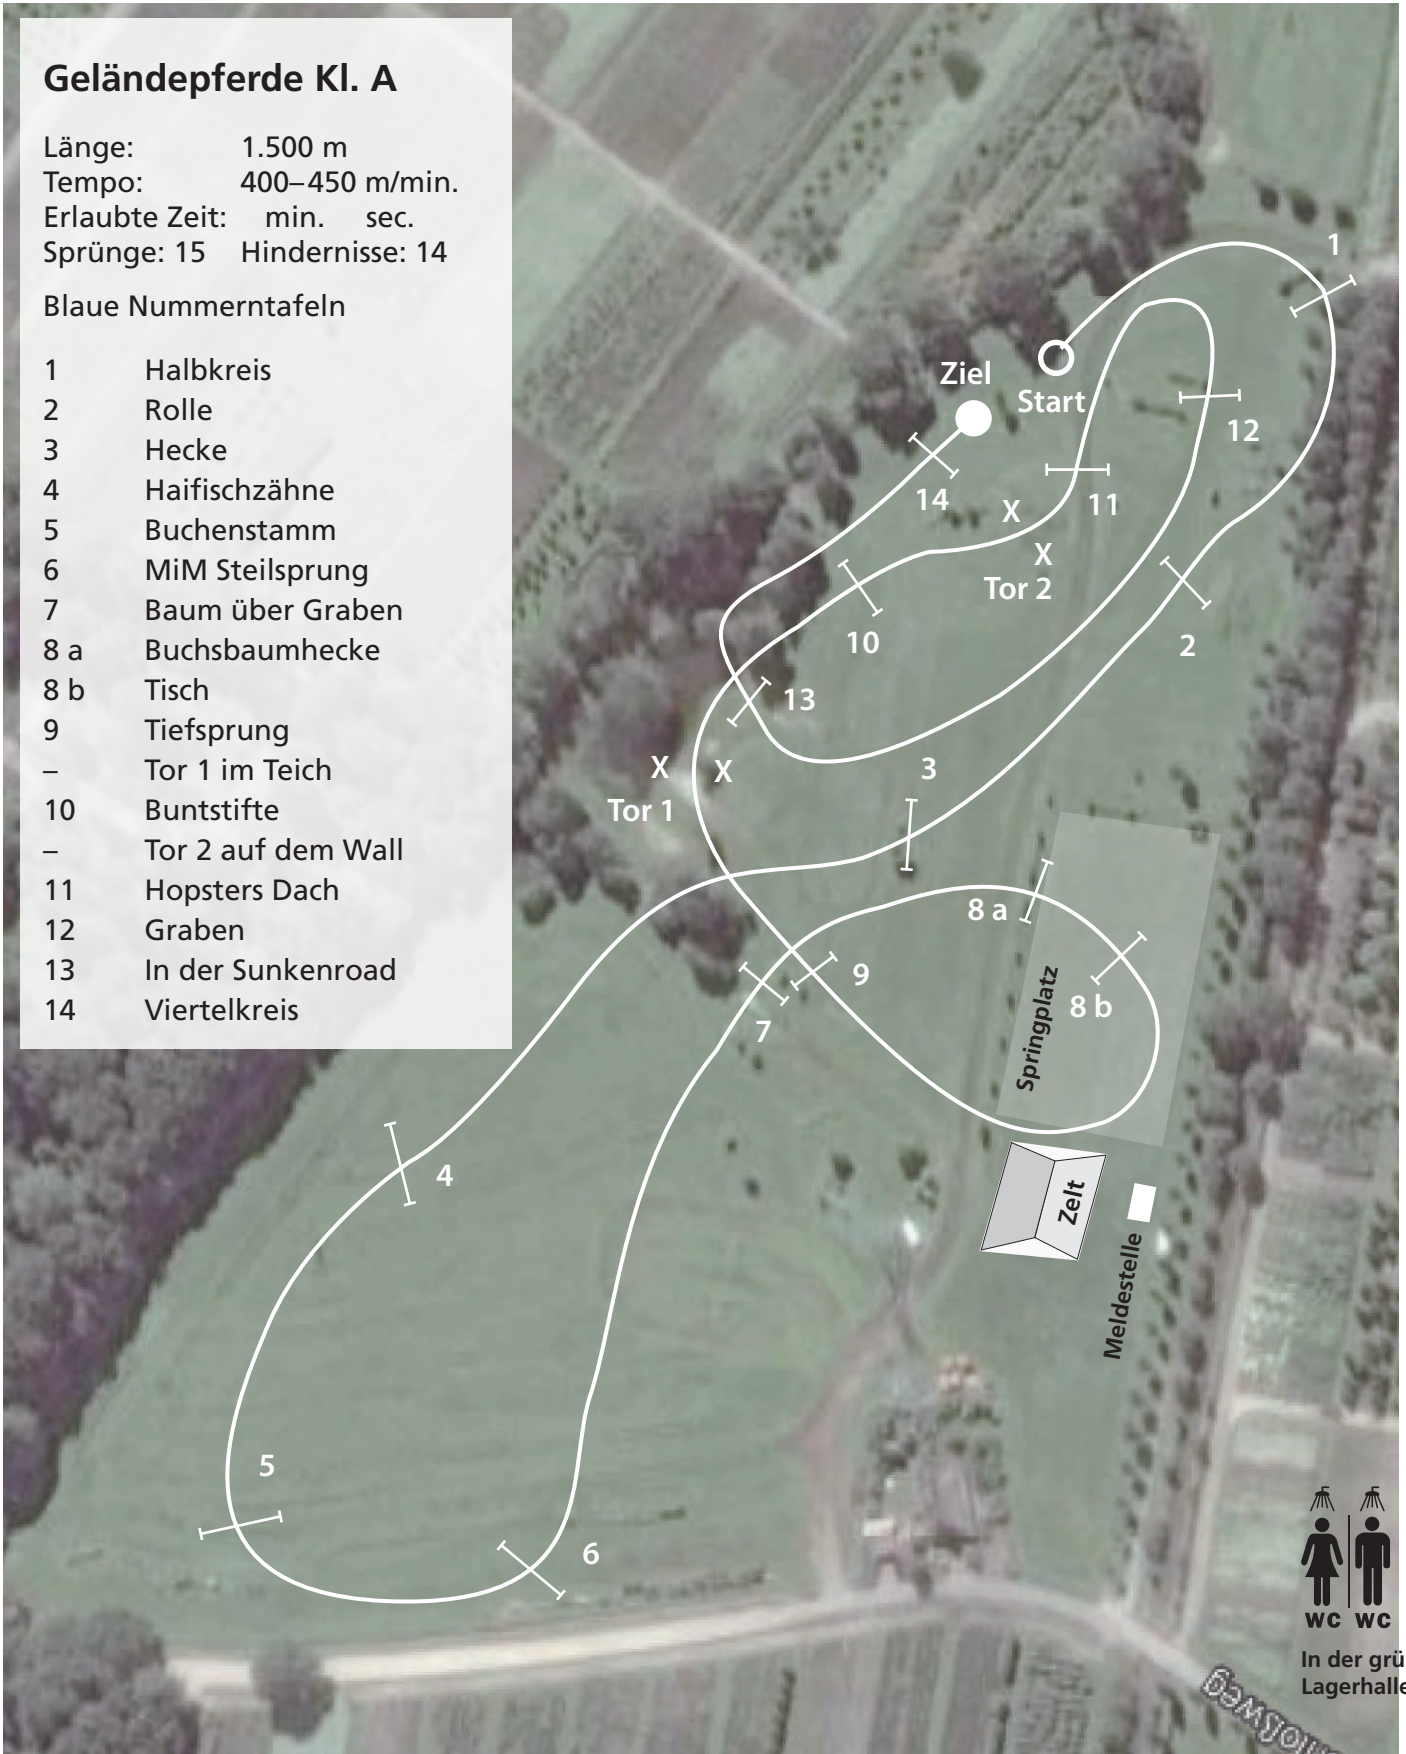 Geländepferde Kl. A
Länge: 1.500 m
Tempo: 400–450 m/min.
Erlaubte Zeit: min. sec.
Sprünge: 15 Hindernisse: 14
Blaue Nummerntafeln
1 Halbkreis
2 Rolle
3 Hecke
4 Haifischzähne
5 Buchenstamm
6 MiM Steilsprung
7 Baum über Graben
8 a Buchsbaumhecke
8 b Tisch
9 Tiefsprung
– Tor 1 im Teich
10 Buntstifte
– Tor 2 auf dem Wall
11 Hopsters Dach
12 Graben
13 In der Sunkenroad
14 Viertelkreis
1
Ziel
Start
12
14
X
11
X
Tor 2
10
2
13
X
X
3
Tor 1
8 a
9
8 b
7
Springplatz
4
Zelt
Meldestelle
5
6
WC WC
In der grü
Lagerhalle